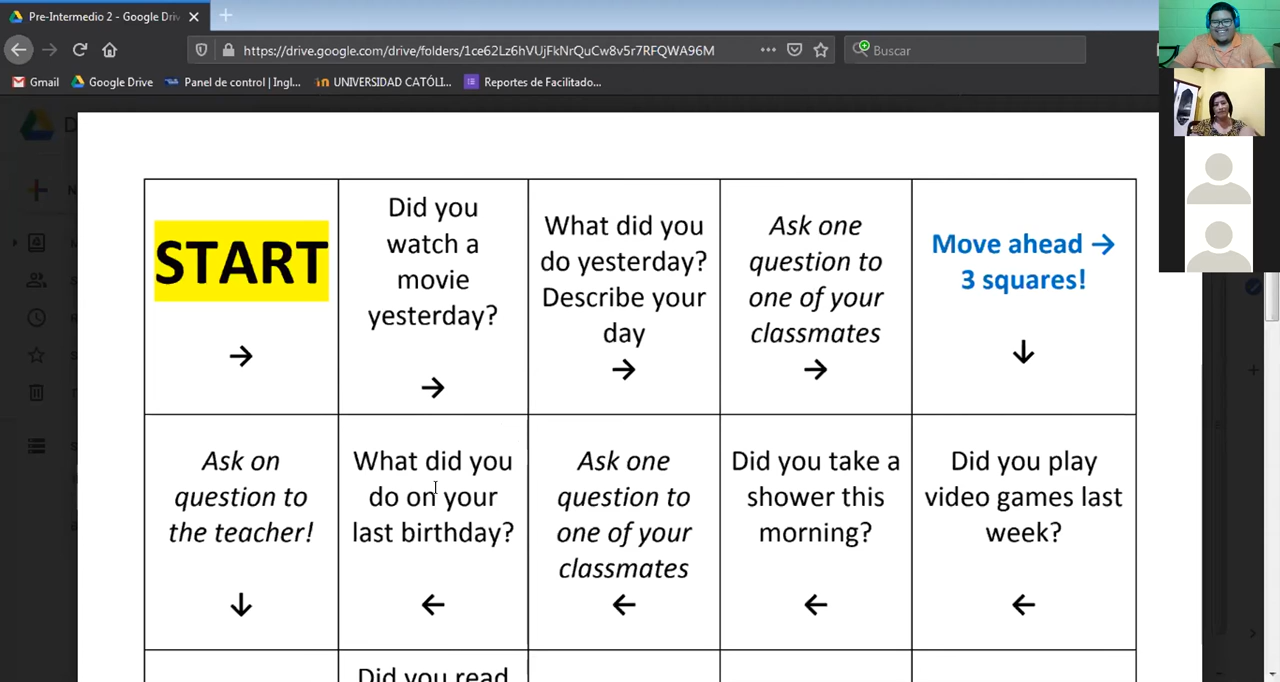 Pre-Intermedio 2 - Google Driv
https://drive.google.com/drive/folders/1ce62Lz6hVUjFkNrQuCw8v5r7RFQWA96M
Buscar
Gmail
Google Drive
Panel de control | Ingl...
UNIVERSIDAD CATÓLI...
Reportes de Facilitado...
START
→
Did you
watch a
movie
yesterday?
→
What did you
do yesterday?
Describe your
day
→
Ask one
question to
one of your
classmates
→
Move ahead →
3 squares!
↓
Ask on
question to
the teacher!
↓
What did you
do on your
last birthday?
←
Ask one
question to
one of your
classmates
←
Did you take a
shower this
morning?
←
Did you play
video games last
week?
←
Did you read